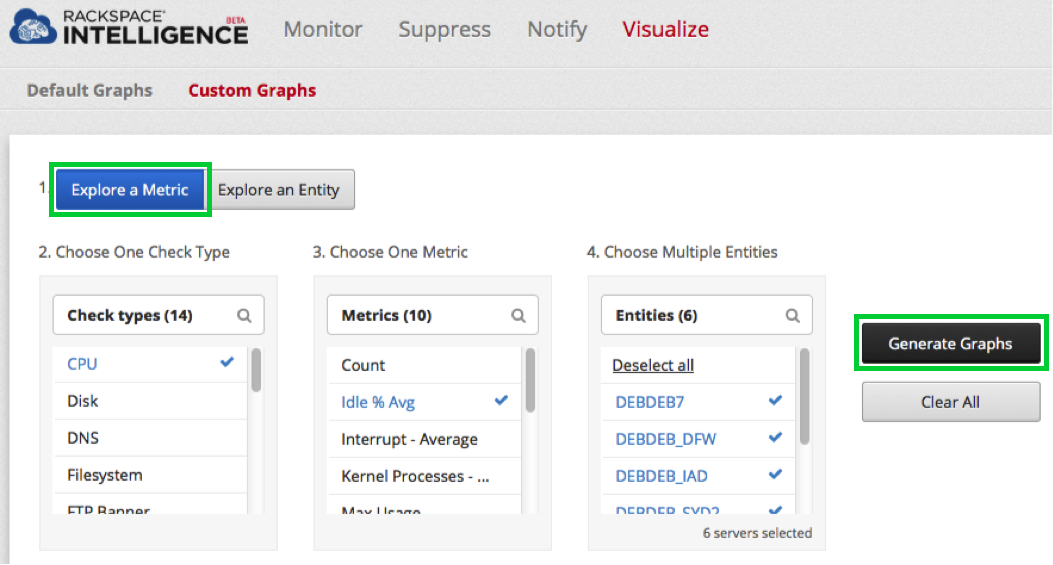 RACKSPACE® BETA
INTELLIGENCE
Monitor Suppress Notify Visualize
Default Graphs Custom Graphs
1. Explore a Metric Explore an Entity
2. Choose One Check Type
Check types (14)
CPU
Disk
DNS
Filesystem
FTP Banner
3. Choose One Metric
Metrics (10)
Count
Idle % Avg
Interrupt - Average
Kernel Processes - ...
Max Usage
4. Choose Multiple Entities
Entities (6)
Deselect all
DEBDEB7
DEBDEB_DFW
DEBDEB_IAD
DEBDEB_SYD2
6 servers selected
Generate Graphs
Clear All